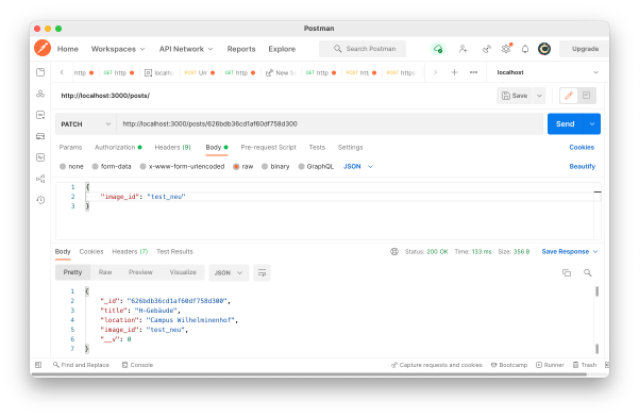 Postman
Home Workspaces API Network Reports Explore Search Postman Upgrade
http GET http localh POST Un GET http New S GET http POST htt POST http localhost
http://localhost:3000/posts/ Save
PATCH http://localhost:3000/posts/626bdb36cd1af60df758d300 Send
Params Authorization Headers (9) Body Pre-request Script Tests Settings Cookies
none form-data x-www-form-urlencoded raw binary GraphQL JSON Beautify
1 {
2 "image_id": "test_neu"
3 }
Body Cookies Headers (7) Test Results Status: 200 OK Time: 133 ms Size: 356 B Save Response
Pretty Raw Preview Visualize JSON
1 {
2 "_id": "626bdb36cd1af60df758d300",
3 "title": "H-Gebäude",
4 "location": "Campus Wilhelminenhof",
5 "image_id": "test_neu",
6 "__v": 0
7 }
Find and Replace Console Capture requests and cookies Bootcamp Runner Trash